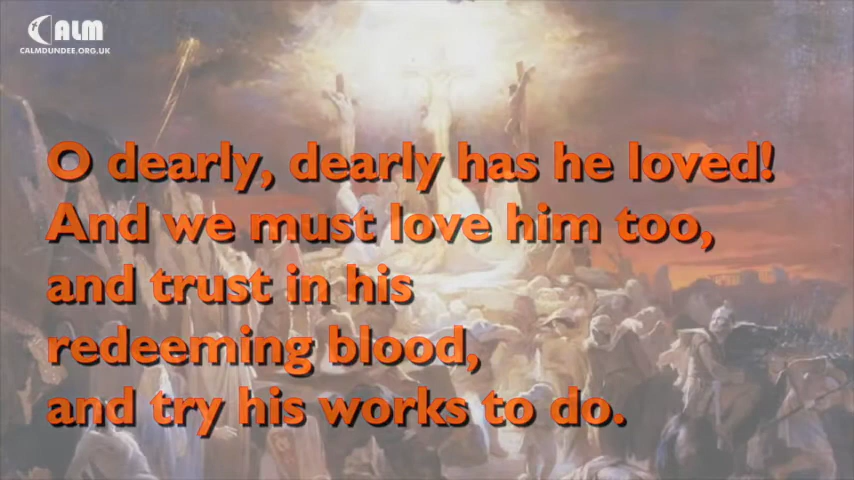 CALM
CALMDUNDEE.ORG.UK
O dearly, dearly has he loved!
And we must love him too,
and trust in his
redeeming blood,
and try his works to do.